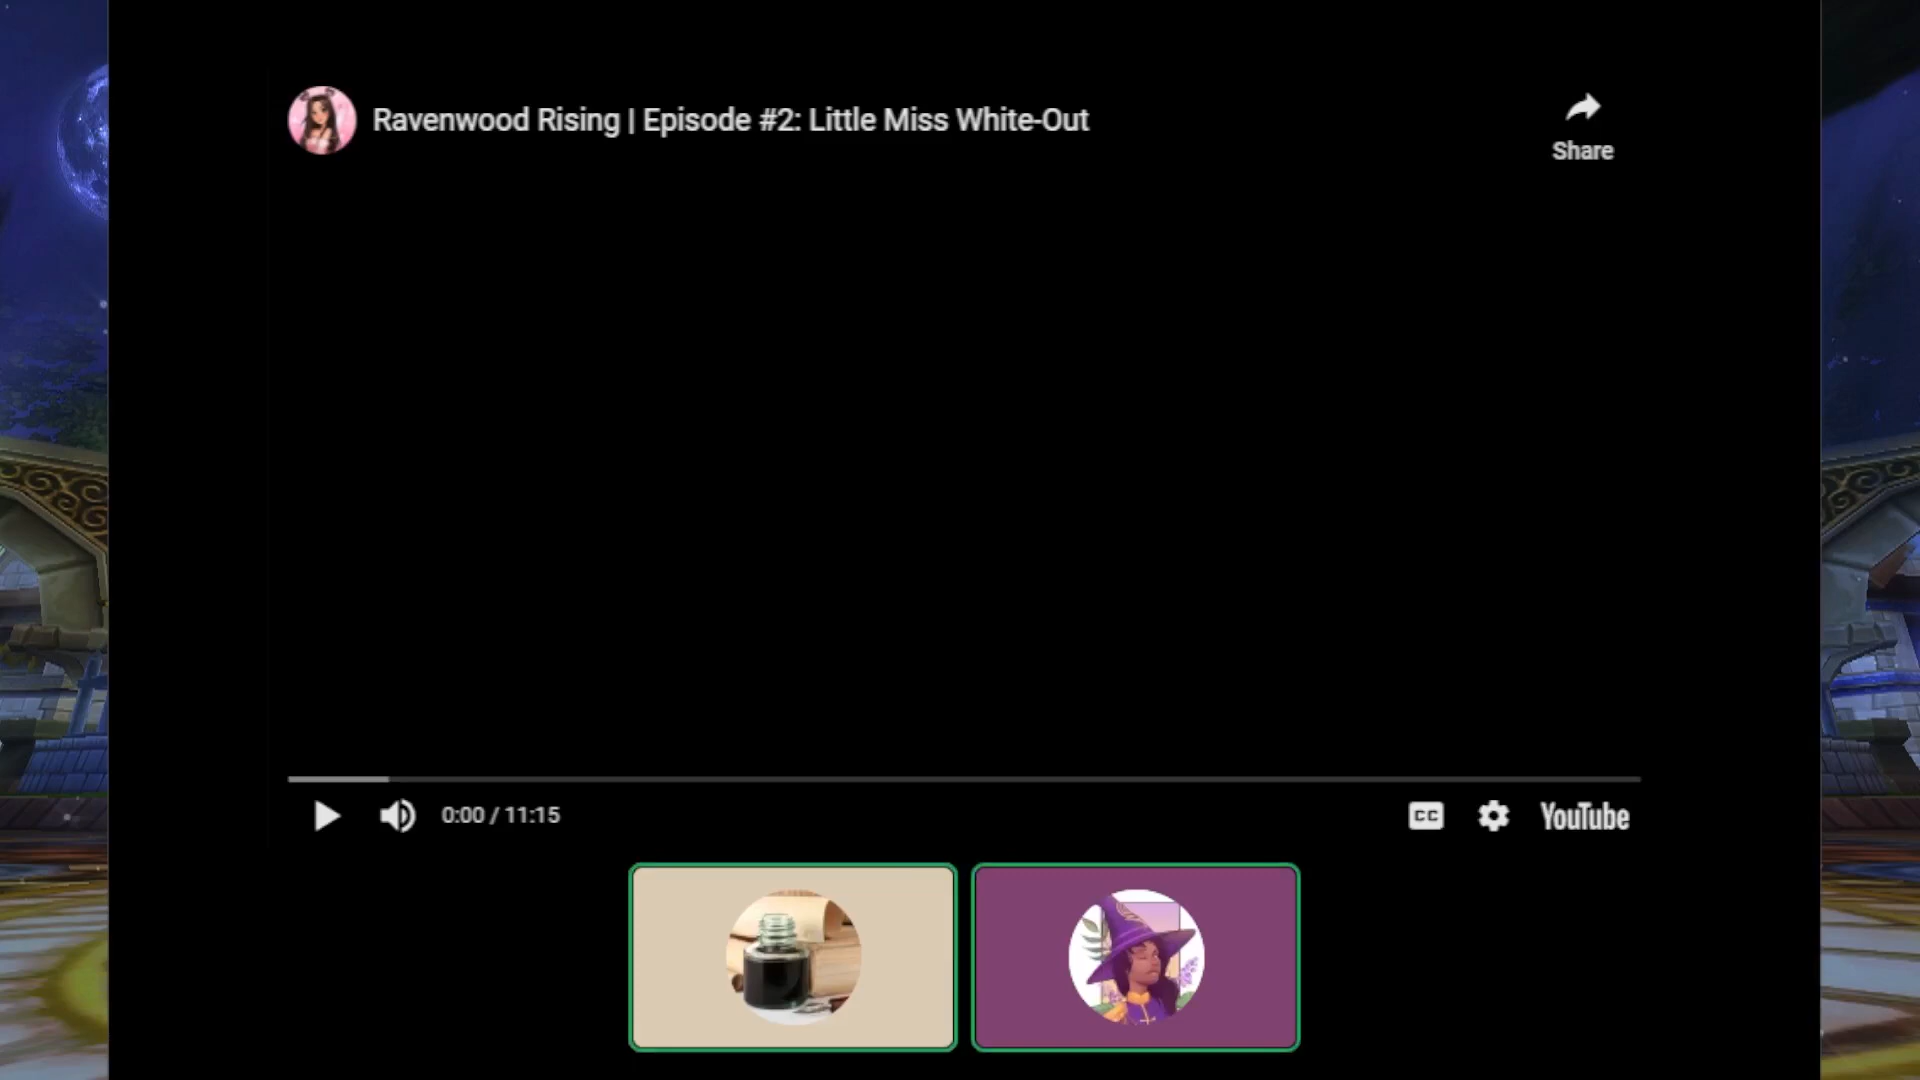 Ravenwood Rising | Episode #2: Little Miss White-Out
Share
0:00 / 11:15
CC
YouTube